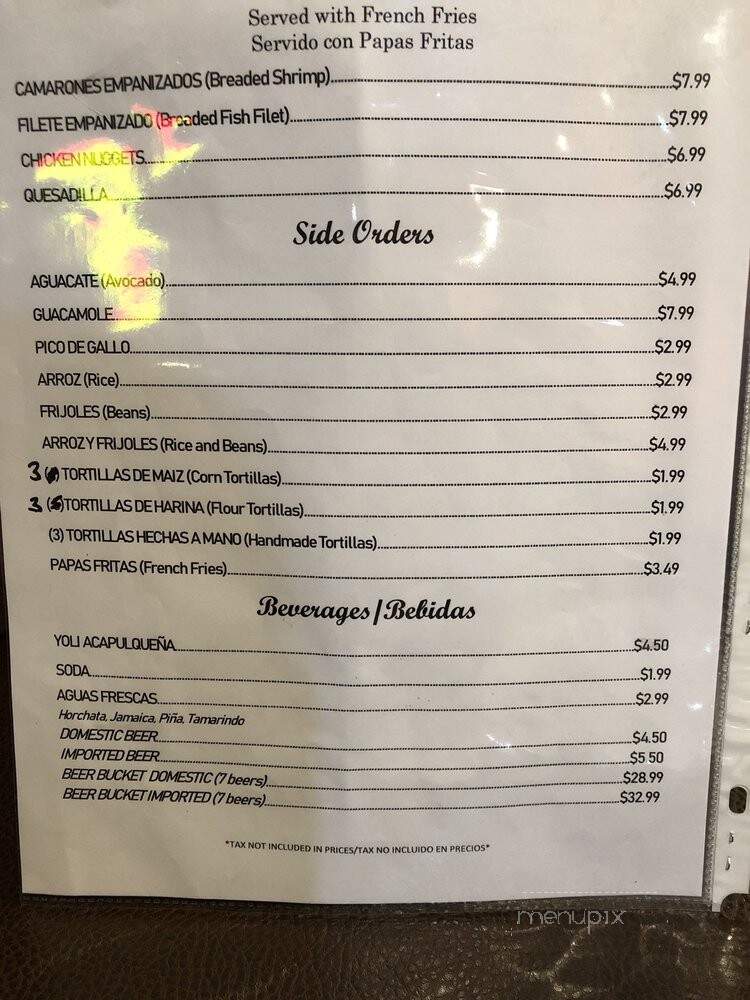 Served with French Fries
Servido con Papas Fritas
CAMARONES EMPANIZADOS (Breaded Shrimp)...$7.99
FILETE EMPANIZADO (Breaded Fish Filet)...$7.99
CHICKEN NUGGETS...$6.99
QUESADILLA...$6.99
Side Orders
AGUACATE (Avocado)...$4.99
GUACAMOLE...$7.99
PICO DE GALLO...$2.99
ARROZ (Rice)...$2.99
FRIJOLES (Beans)...$2.99
ARROZ Y FRIJOLES (Rice and Beans)...$4.99
3 TORTILLAS DE MAIZ (Corn Tortillas)...$1.99
3 TORTILLAS DE HARINA (Flour Tortillas)...$1.99
(3) TORTILLAS HECHAS A MANO (Handmade Tortillas)...$1.99
PAPAS FRITAS (French Fries)...$3.49
Beverages/Bebidas
YOLI ACAPULQUEÑA...$4.50
SODA...$1.99
AGUAS FRESCAS...$2.99
Horchata, Jamaica, Piña, Tamarindo
DOMESTIC BEER...$4.50
IMPORTED BEER...$5 50
BEER BUCKET DOMESTIC (7 beers)...$28.99
BEER BUCKET IMPORTED (7 beers)...$32.99
*TAX NOT INCLUDED IN PRICES/TAX NO INCLUIDO EN PRECIOS*
menupix